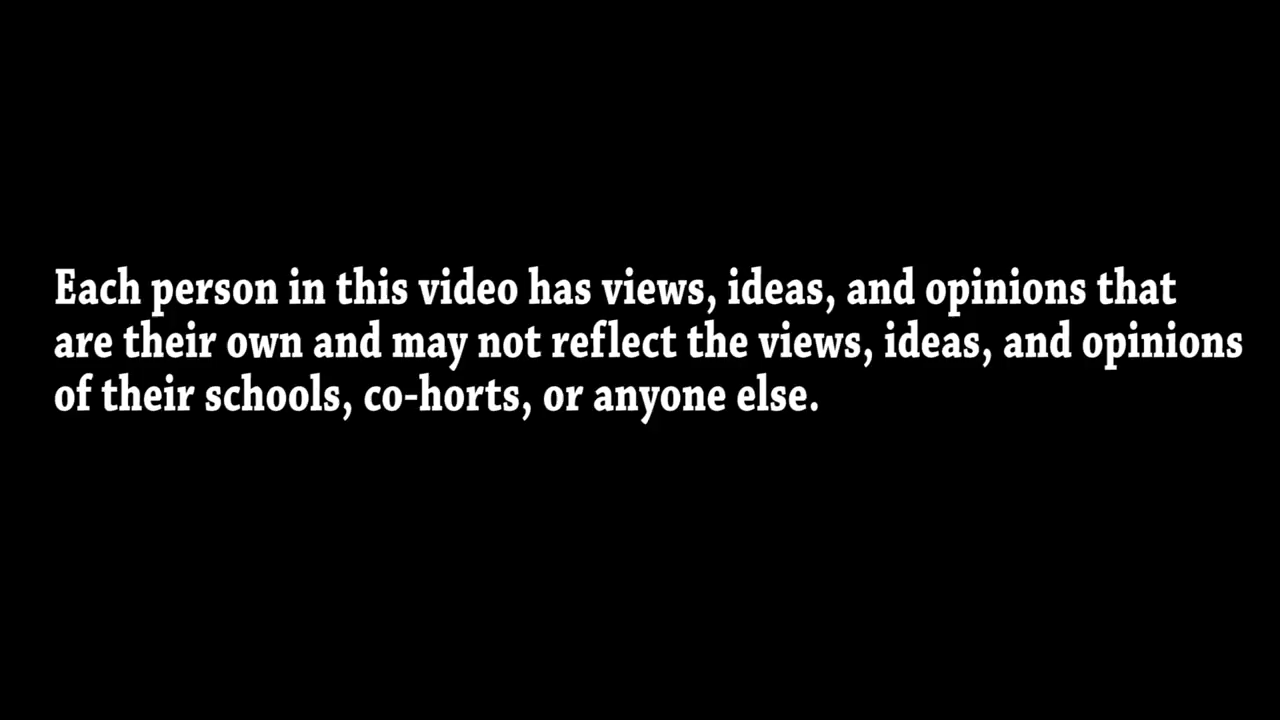 Each person in this video has views, ideas, and opinions that
are their own and may not reflect the views, ideas, and opinions
of their schools, co-horts, or anyone else.